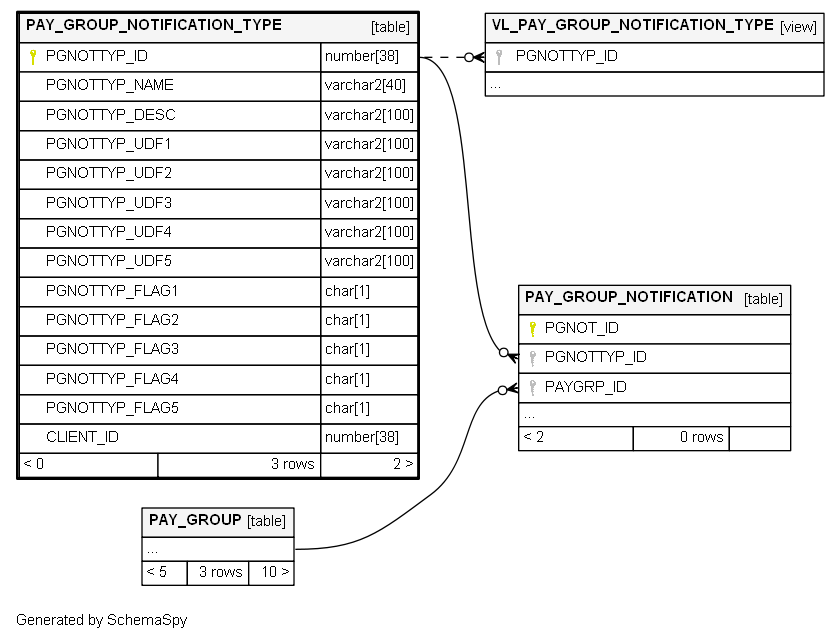 PAY_GROUP_NOTIFICATION_TYPE [table]
PGNOTTYP_ID number[38]
PGNOTTYP_NAME varchar2[40]
PGNOTTYP_DESC varchar2[100]
PGNOTTYP_UDF1 varchar2[100]
PGNOTTYP_UDF2 varchar2[100]
PGNOTTYP_UDF3 varchar2[100]
PGNOTTYP_UDF4 varchar2[100]
PGNOTTYP_UDF5 varchar2[100]
PGNOTTYP_FLAG1 char[1]
PGNOTTYP_FLAG2 char[1]
PGNOTTYP_FLAG3 char[1]
PGNOTTYP_FLAG4 char[1]
PGNOTTYP_FLAG5 char[1]
CLIENT_ID number[38]
< 0 3 rows 2 >
VL_PAY_GROUP_NOTIFICATION_TYPE [view]
PGNOTTYP_ID
...
PAY_GROUP_NOTIFICATION [table]
PGNOT_ID
PGNOTTYP_ID
PAYGRP_ID
...
< 2 0 rows
PAY_GROUP [table]
...
< 5 3 rows 10 >
Generated by SchemaSpy